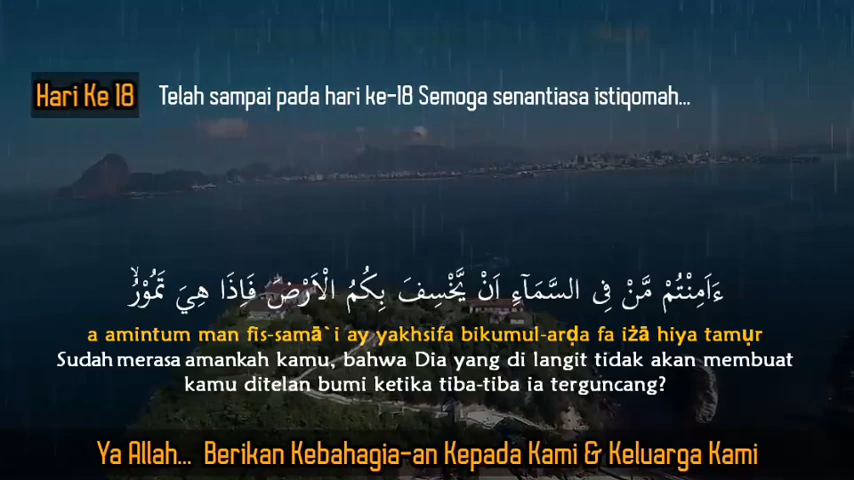 Hari Ke 18
Telah sampai pada hari ke-18 Semoga senantiasa istiqomah...
ءَاَمِنْتُمْ مَّنْ فِى السَّمَاۤءِ اَنْ يَّخْسِفَ بِكُمُ الْاَرْضَ فَاِذَا هِيَ تَمُوْرُۙ
a amintum man fis-samā`i ay yakhsifa bikumul-arḍa fa iżā hiya tamụr
Sudah merasa amankah kamu, bahwa Dia yang di langit tidak akan membuat
kamu ditelan bumi ketika tiba-tiba ia terguncang?
Ya Allah... Berikan Kebahagia-an Kepada Kami & Keluarga Kami